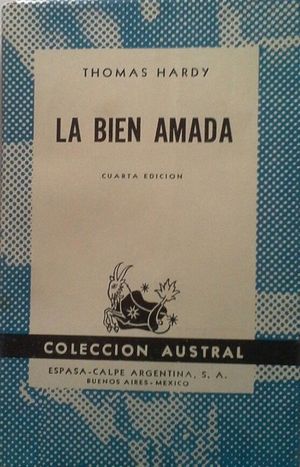 THOMAS HARDY
LA BIEN AMADA
CUARTA EDICION
COLECCION AUSTRAL
ESPASA-CALPE ARGENTINA, S. A.
BUENOS AIRES-MEXICO